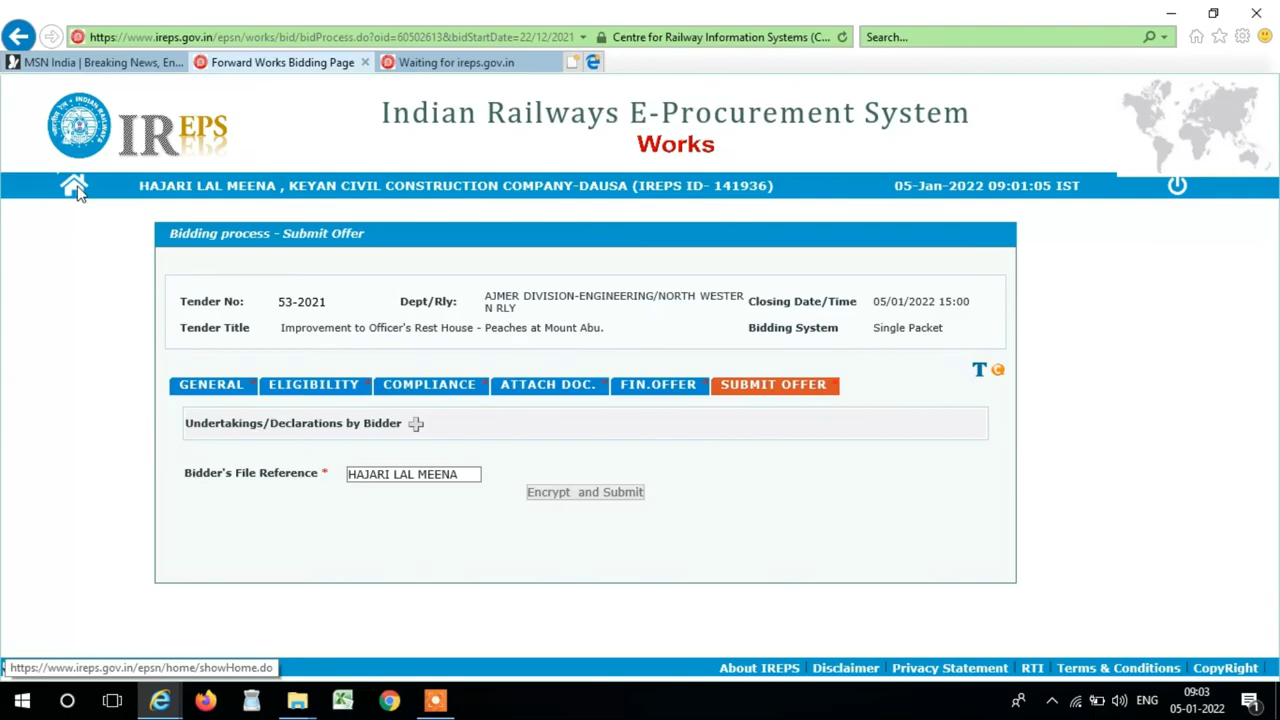 https://www.ireps.gov.in/epsn/works/bid/bidProcess.do?oid=60502613&bidStartDate=22/12/2021
Centre for Railway Information Systems (C...
Search...
MSN India | Breaking News, En...
Forward Works Bidding Page
Waiting for ireps.gov.in
IREPS
Indian Railways E-Procurement System
Works
HAJARI LAL MEENA , KEYAN CIVIL CONSTRUCTION COMPANY-DAUSA (IREPS ID- 141936)
05-Jan-2022 09:01:05 IST
Bidding process - Submit Offer
Tender No: 53-2021 Dept/Rly: AJMER DIVISION-ENGINEERING/NORTH WESTER
N RLY
Closing Date/Time 05/01/2022 15:00
Tender Title Improvement to Officer's Rest House - Peaches at Mount Abu. Bidding System Single Packet
T C
GENERAL * ELIGIBILITY * COMPLIANCE * ATTACH DOC. * FIN.OFFER * SUBMIT OFFER *
Undertakings/Declarations by Bidder
Bidder's File Reference * HAJARI LAL MEENA
Encrypt and Submit
https://www.ireps.gov.in/epsn/home/showHome.do
About IREPS Disclaimer Privacy Statement RTI Terms & Conditions CopyRight
ENG
09:03
05-01-2022
1